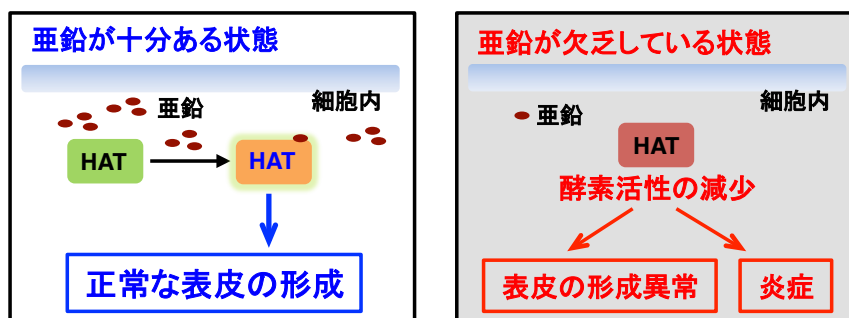 亜鉛が十分ある状態
亜鉛
細胞内
HAT
HAT
正常な表皮の形成
亜鉛が欠乏している状態
亜鉛
細胞内
HAT
酵素活性の減少
表皮の形成異常
炎症